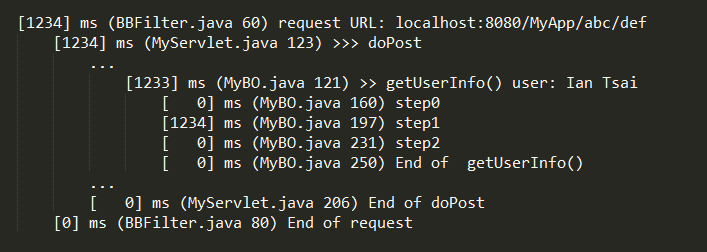 [1234] ms (BBFilter.java 60) request URL: localhost:8080/MyApp/abc/def
[1234] ms (MyServlet.java 123) >>> doPost
...
[1233] ms (MyBO.java 121) >> getUserInfo() user: Ian Tsai
[   0] ms (MyBO.java 160) step0
[1234] ms (MyBO.java 197) step1
[   0] ms (MyBO.java 231) step2
[   0] ms (MyBO.java 250) End of  getUserInfo()
...
[   0] ms (MyServlet.java 206) End of doPost
[0] ms (BBFilter.java 80) End of request